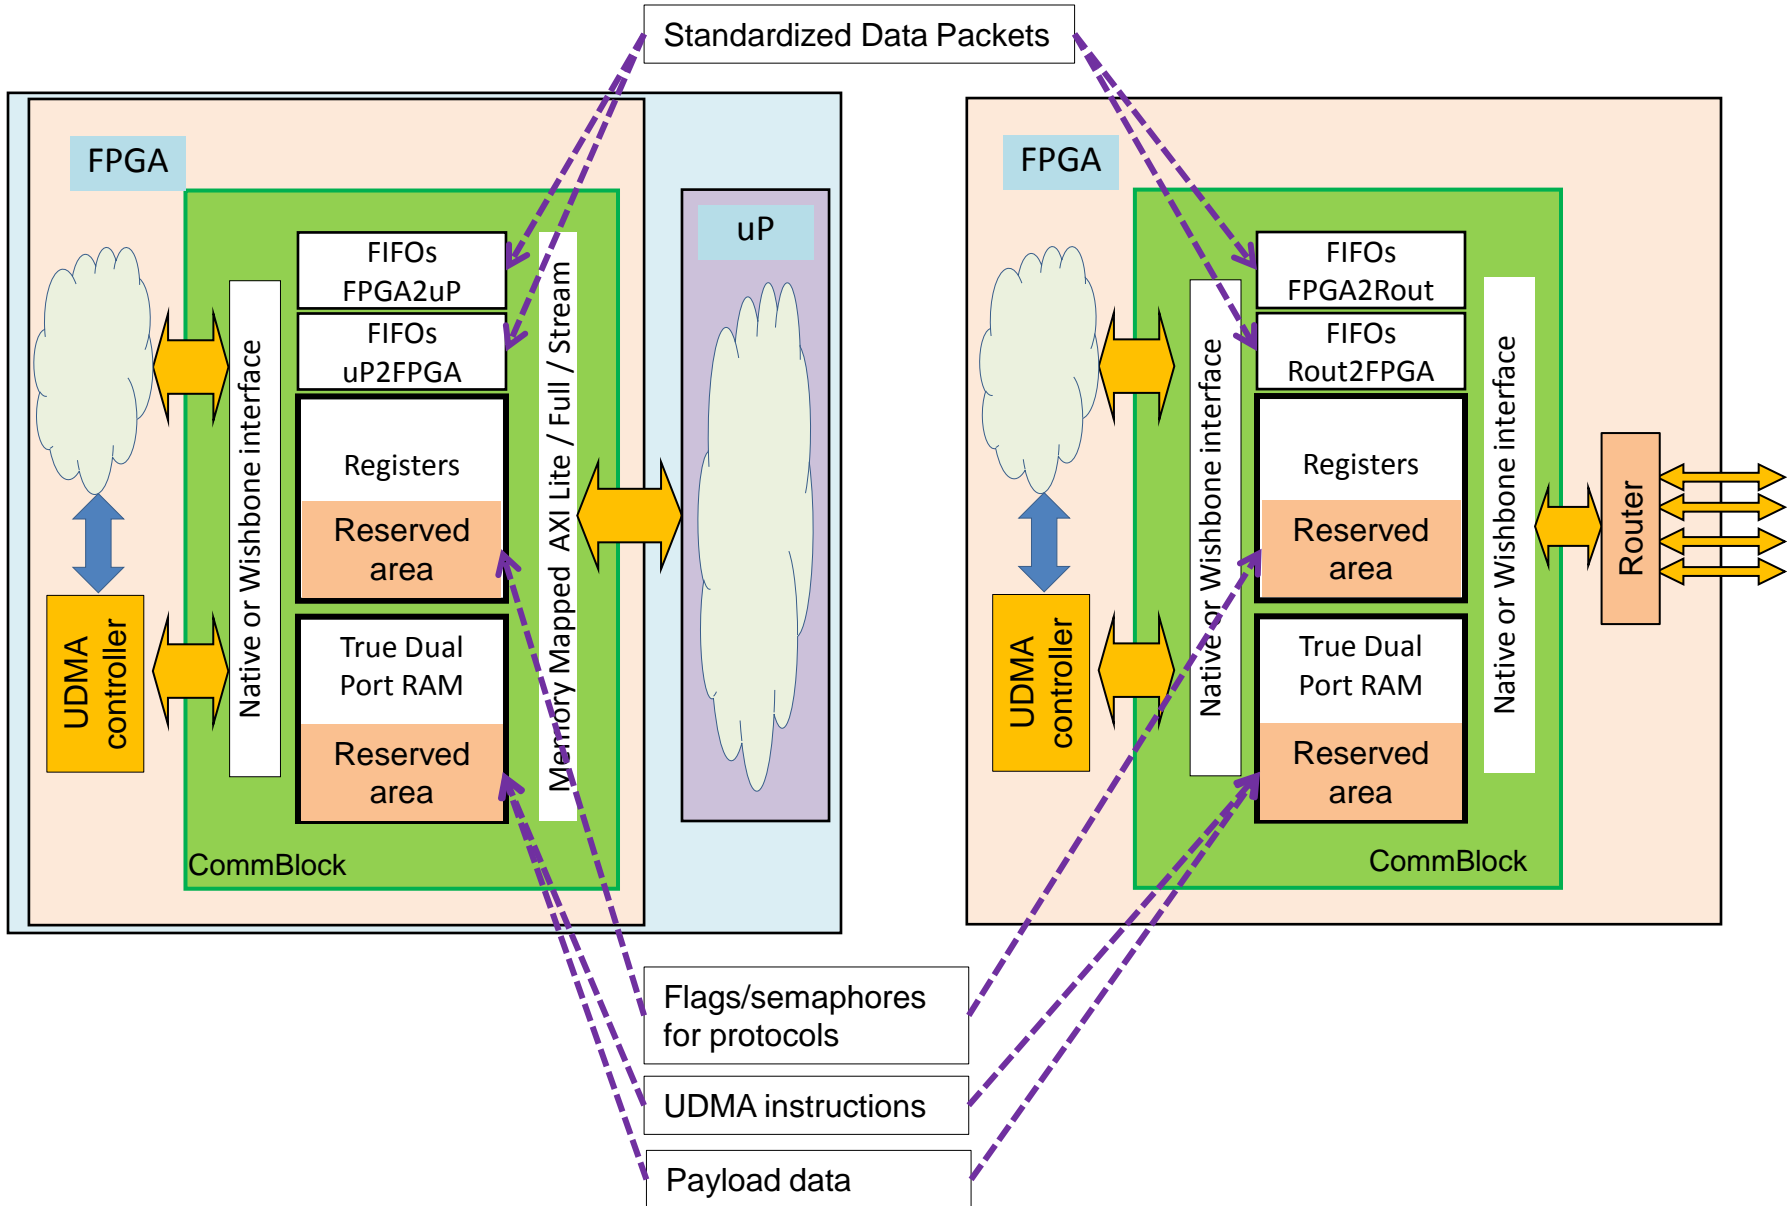 Standardized Data Packets
FPGA
uP
FIFOs
FPGA2uP
FIFOs
uP2FPGA
Registers
Reserved
area
True Dual
Port RAM
Reserved
area
Native or Wishbone interface
Memory Mapped AXI Lite / Full / Stream
UDMA
controller
CommBlock
FPGA
FIFOs
FPGA2Rout
FIFOs
Rout2FPGA
Registers
Reserved
area
True Dual
Port RAM
Reserved
area
Native or Wishbone interface
Native or Wishbone interface
UDMA
controller
Router
CommBlock
Flags/semaphores
for protocols
UDMA instructions
Payload data